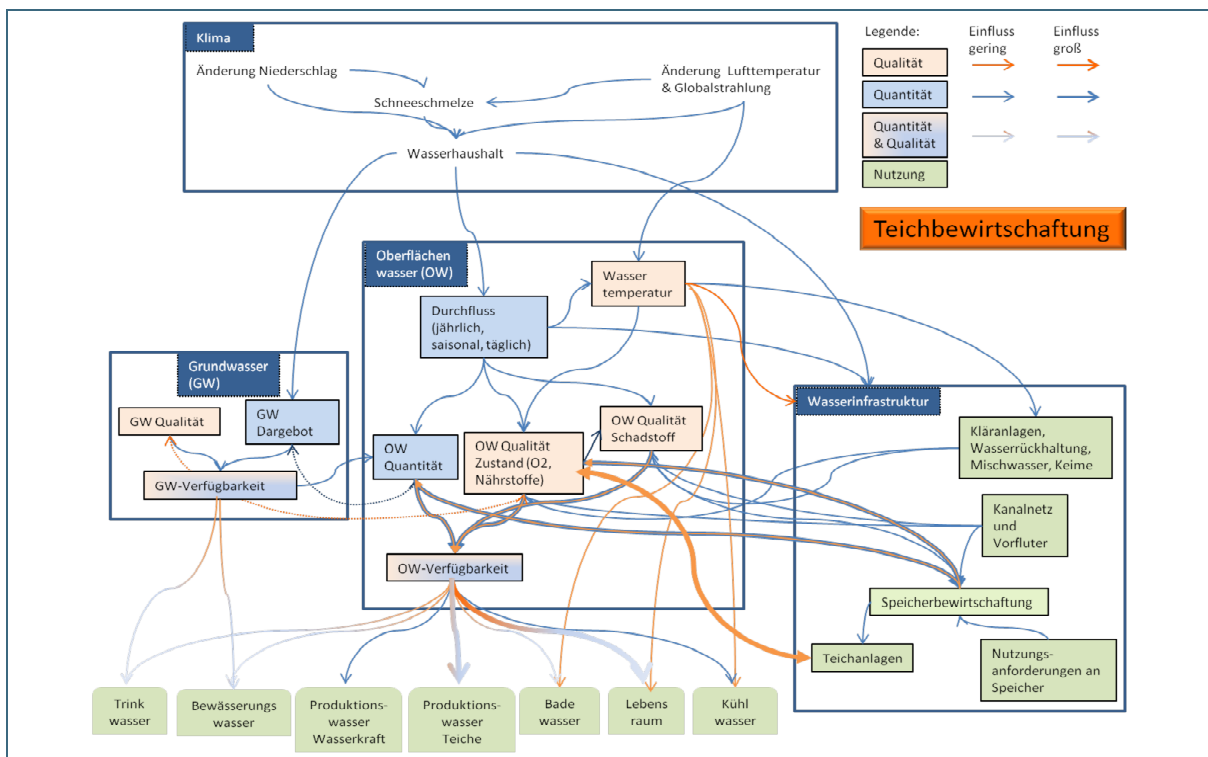 Klima
Änderung Niederschlag
Schneeschmelze
Änderung Lufttemperatur
& Globalstrahlung
Wasserhaushalt
Legende:
Einfluss
gering
Einfluss
groß
Qualität
Quantität
Quantität
& Qualität
Nutzung
Teichbewirtschaftung
Oberflächen
wasser (OW)
Wasser
temperatur
Durchfluss
(jährlich,
saisonal, täglich)
Grundwasser
(GW)
GW Qualität
GW
Dargebot
GW-Verfügbarkeit
OW
Quantität
OW Qualität
Zustand (O2,
Nährstoffe)
OW Qualität
Schadstoff
OW-Verfügbarkeit
Wasserinfrastruktur
Kläranlagen,
Wasserrückhaltung,
Mischwasser, Keime
Kanalnetz
und
Vorfluter
Speicherbewirtschaftung
Teichanlagen
Nutzungs-
anforderungen an
Speicher
Trink
wasser
Bewässerungs
wasser
Produktions-
wasser
Wasserkraft
Produktions-
wasser
Teiche
Bade
wasser
Lebens
raum
Kühl
wasser